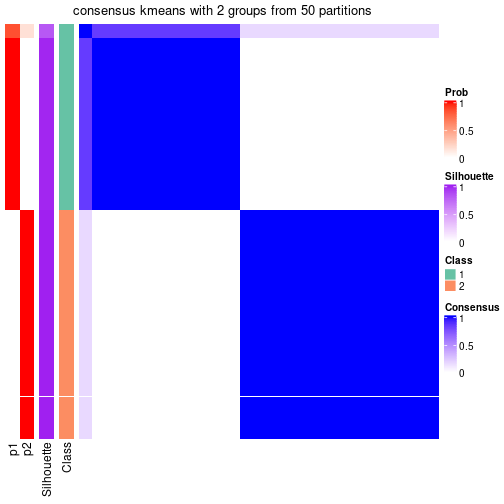 consensus kmeans with 2 groups from 50 partitions
Prob
1
0.5
0
Silhouette
1
0.5
0
Class
1
2
Consensus
1
0.5
0
p1
p2
Silhouette
Class